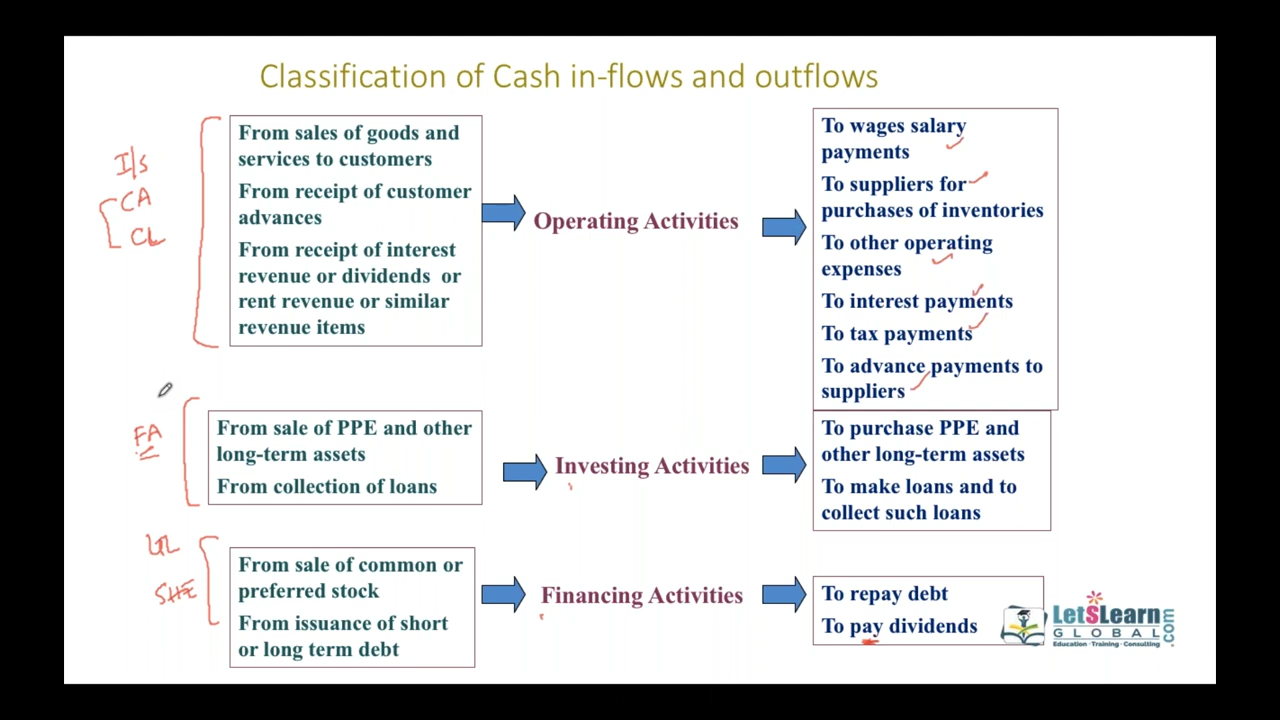 Classification of Cash in-flows and outflows
I/S
CA
CL
From sales of goods and
services to customers
From receipt of customer
advances
From receipt of interest
revenue or dividends or
rent revenue or similar
revenue items
Operating Activities
To wages salary
payments
To suppliers for
purchases of inventories
To other operating
expenses
To interest payments
To tax payments
To advance payments to
suppliers
FA
From sale of PPE and other
long-term assets
From collection of loans
Investing Activities
To purchase PPE and
other long-term assets
To make loans and to
collect such loans
SHE
From sale of common or
preferred stock
From issuance of short
or long term debt
Financing Activities
To repay debt
To pay dividends
LetSLearn
GLOBAL.com
Education · Training · Consulting